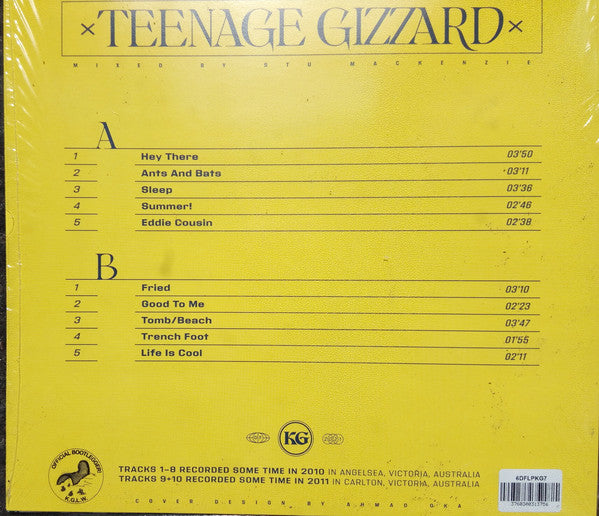 ×TEENAGE GIZZARD×
MIXED BY STU MACKENZIE
A
1 Hey There 03'50
2 Ants And Bats 03'11
3 Sleep 03'36
4 Summer! 02'46
5 Eddie Cousin 02'38
B
1 Fried 03'10
2 Good To Me 02'23
3 Tomb/Beach 03'47
4 Trench Foot 01'55
5 Life Is Cool 02'11
KG
OFFICIAL BOOTLEGGER!
K.G.L.W.
TRACKS 1–8 RECORDED SOME TIME IN 2010 IN ANGELSEA, VICTORIA, AUSTRALIA
TRACKS 9+10 RECORDED SOME TIME IN 2011 IN CARLTON, VICTORIA, AUSTRALIA
COVER DESIGN BY AHMAD OKA
4DFLPKG7